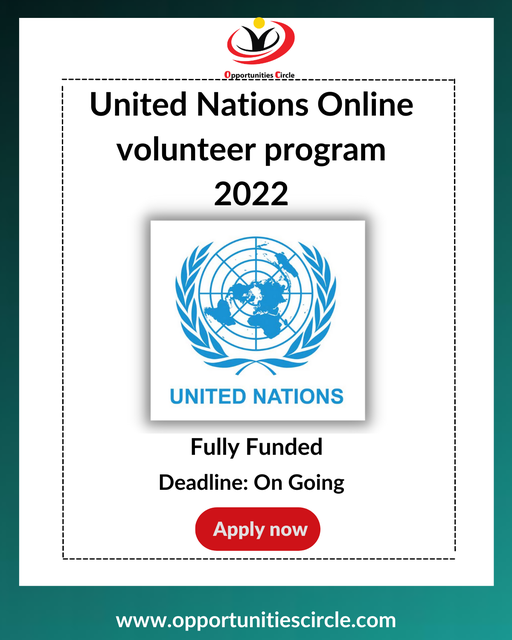 Opportunities Circle
United Nations Online
volunteer program
2022
UNITED NATIONS
Fully Funded
Deadline: On Going
Apply now
www.opportunitiescircle.com